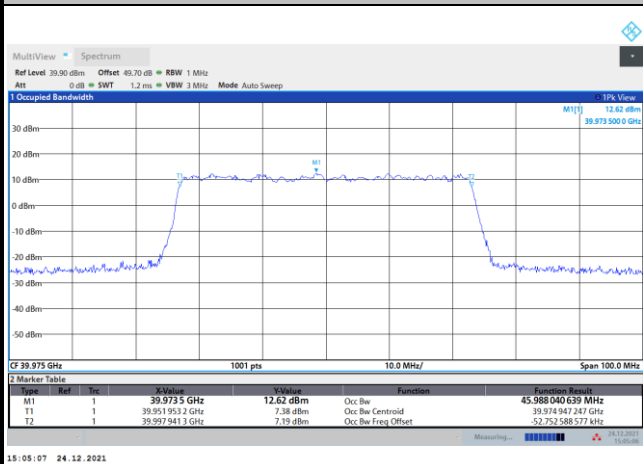 MultiView Spectrum
Ref Level 39.90 dBm Offset 49.70 dB RBW 1 MHz
Att 0 dB SWT 1.2 ms VBW 3 MHz Mode Auto Sweep
1 Occupied Bandwidth 1Pk View
M1[1] 12.62 dBm
39.973 500 0 GHz
30 dBm
20 dBm
M1
T1 T2
10 dBm
0 dBm
-10 dBm
-20 dBm
-30 dBm
-40 dBm
-50 dBm
CF 39.975 GHz 1001 pts 10.0 MHz/ Span 100.0 MHz
2 Marker Table
Type Ref Trc X-Value Y-Value Function Function Result
M1 1 39.973 5 GHz 12.62 dBm Occ Bw 45.988 040 639 MHz
T1 1 39.951 953 2 GHz 7.38 dBm Occ Bw Centroid 39.974 947 247 GHz
T2 1 39.997 941 3 GHz 7.19 dBm Occ Bw Freq Offset -52.752 588 577 kHz
Measuring... 24.12.2021
15:05:06
15:05:07 24.12.2021